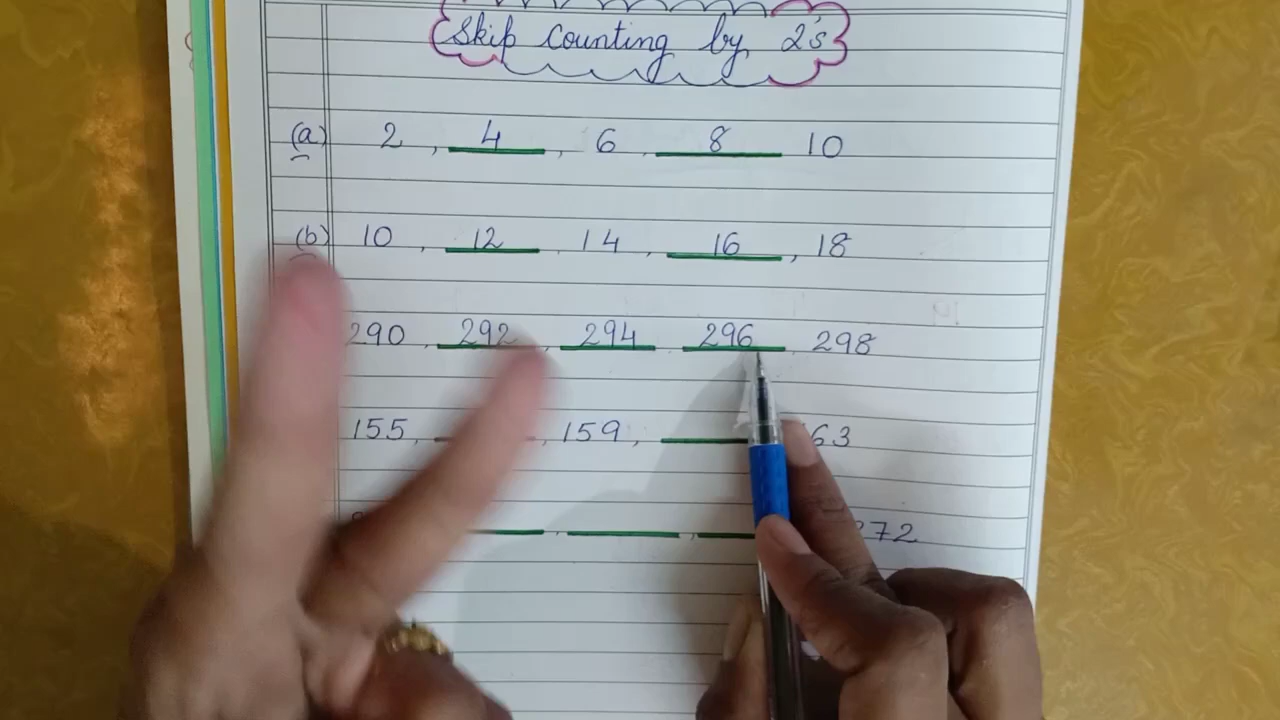 Skip Counting by 2's
(a) 2, 4, 6, 8 10
(b) 10, 12, 14, 16, 18
290, 292, 294, 296, 298
155, , 159, , 63
, , 272